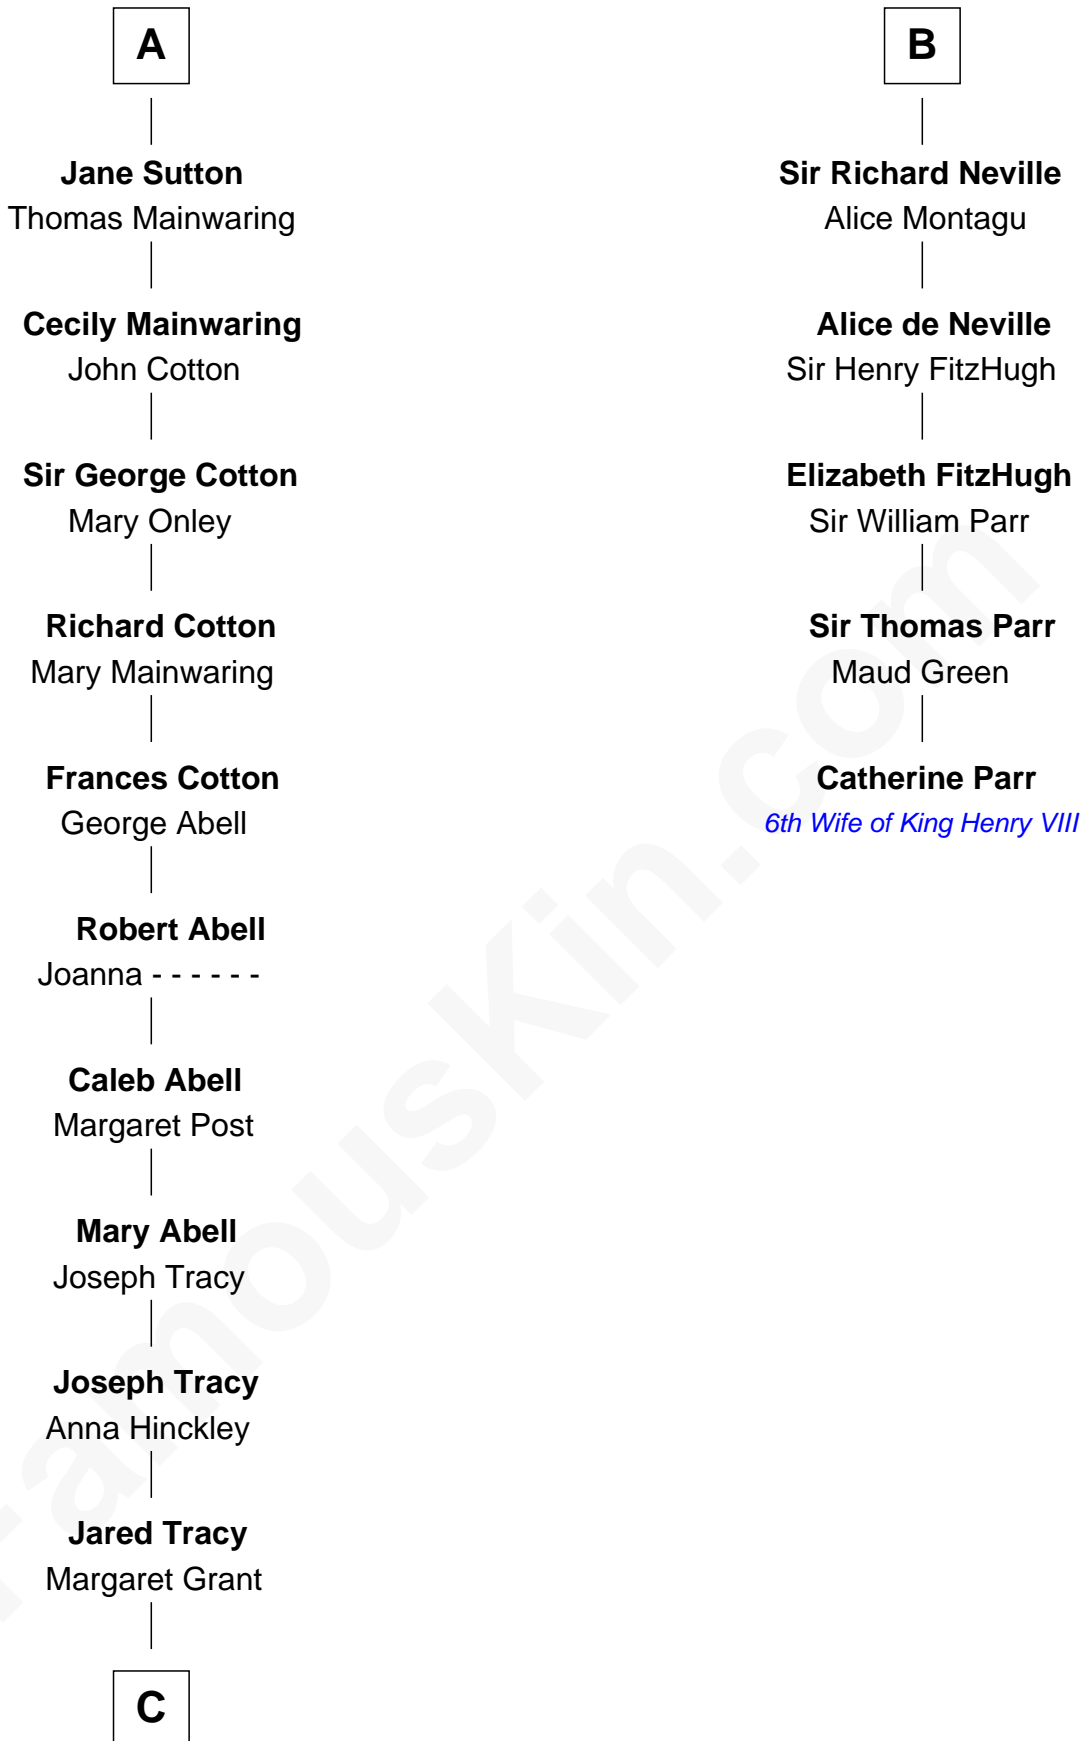 A
Jane Sutton
Thomas Mainwaring
Cecily Mainwaring
John Cotton
Sir George Cotton
Mary Onley
Richard Cotton
Mary Mainwaring
Frances Cotton
George Abell
Robert Abell
Joanna - - - - - -
Caleb Abell
Margaret Post
Mary Abell
Joseph Tracy
Joseph Tracy
Anna Hinckley
Jared Tracy
Margaret Grant
C
B
Sir Richard Neville
Alice Montagu
Alice de Neville
Sir Henry FitzHugh
Elizabeth FitzHugh
Sir William Parr
Sir Thomas Parr
Maud Green
Catherine Parr
6th Wife of King Henry VIII
FamousKin.com